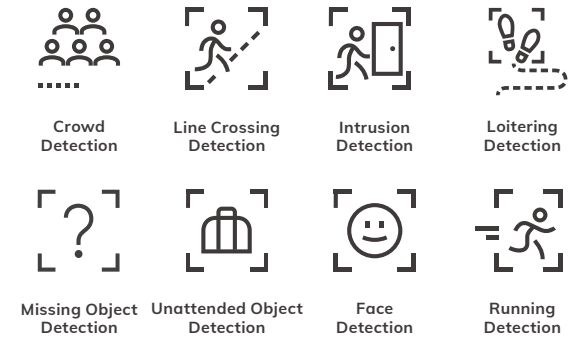 Crowd
Detection
Line Crossing
Detection
Intrusion
Detection
Loitering
Detection
Missing Object
Detection
Unattended Object
Detection
Face
Detection
Running
Detection